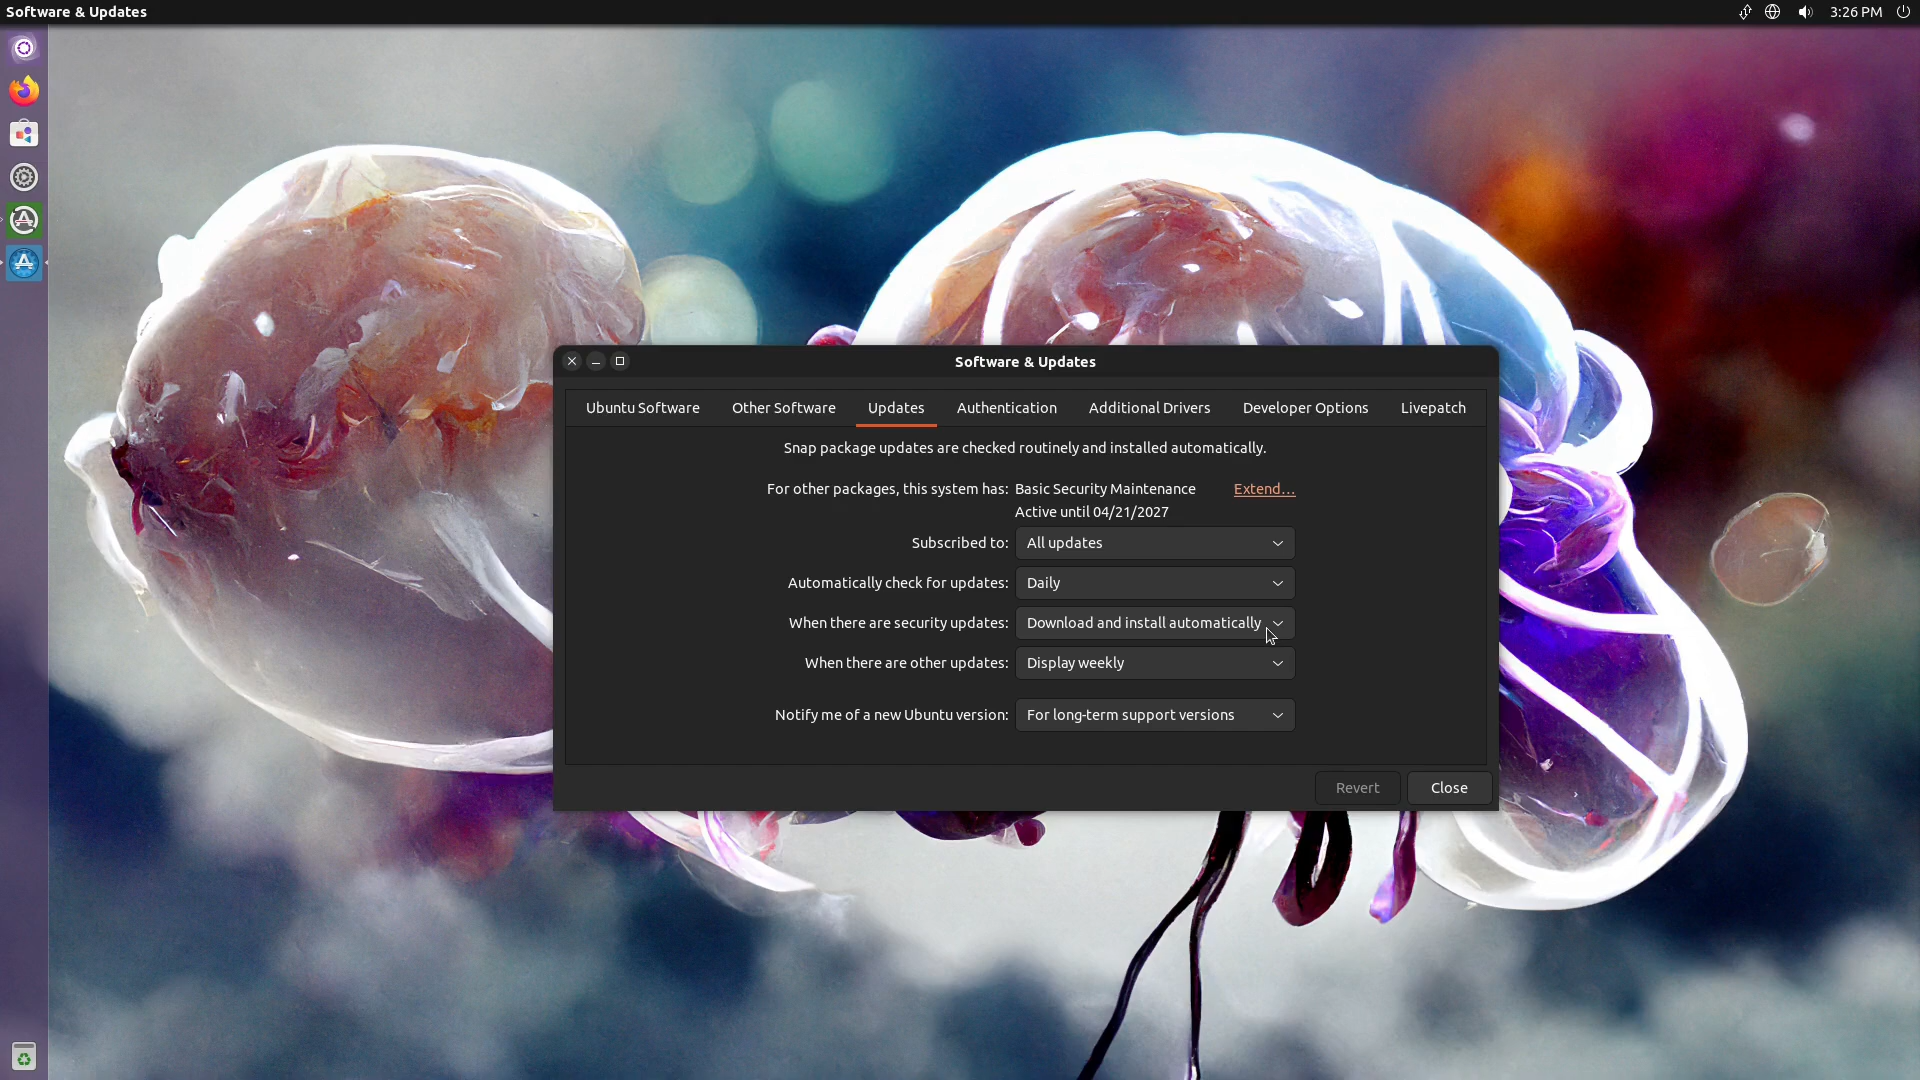 Software & Updates
3:26 PM
Software & Updates
Ubuntu Software Other Software Updates Authentication Additional Drivers Developer Options Livepatch
Snap package updates are checked routinely and installed automatically.
For other packages, this system has: Basic Security Maintenance Extend…
Active until 04/21/2027
Subscribed to: All updates
Automatically check for updates: Daily
When there are security updates: Download and install automatically
When there are other updates: Display weekly
Notify me of a new Ubuntu version: For long-term support versions
Revert Close